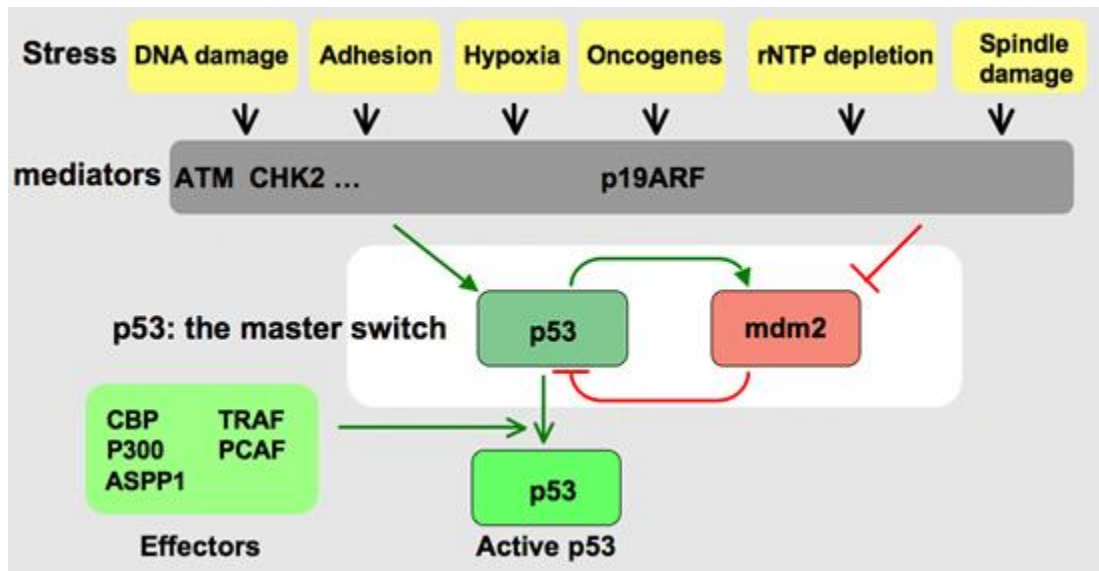 Stress DNA damage Adhesion Hypoxia Oncogenes rNTP depletion Spindle damage
mediators ATM CHK2 ... p19ARF
p53 mdm2
p53: the master switch
CBP TRAF
P300 PCAF
ASPP1
p53
Effectors Active p53